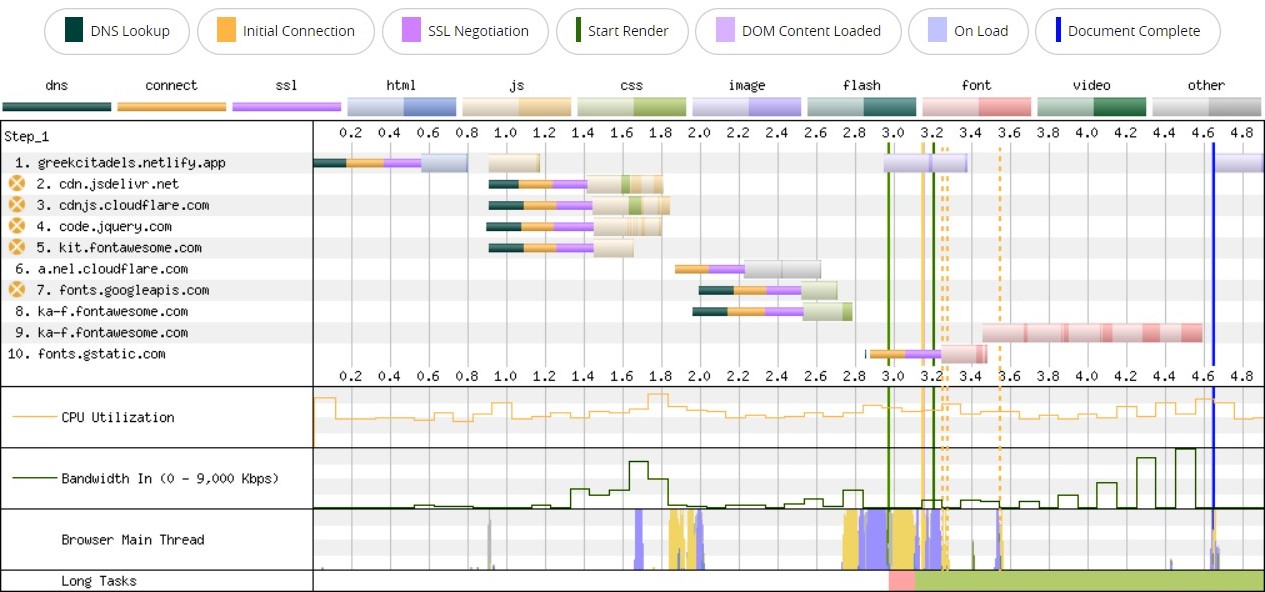 DNS Lookup Initial Connection SSL Negotiation Start Render DOM Content Loaded On Load Document Complete
dns connect ssl html js css image flash font video other
Step_1 0.2 0.4 0.6 0.8 1.0 1.2 1.4 1.6 1.8 2.0 2.2 2.4 2.6 2.8 3.0 3.2 3.4 3.6 3.8 4.0 4.2 4.4 4.6 4.8
1. greekcitadels.netlify.app
2. cdn.jsdelivr.net
3. cdnjs.cloudflare.com
4. code.jquery.com
5. kit.fontawesome.com
6. a.nel.cloudflare.com
7. fonts.googleapis.com
8. ka-f.fontawesome.com
9. ka-f.fontawesome.com
10. fonts.gstatic.com
0.2 0.4 0.6 0.8 1.0 1.2 1.4 1.6 1.8 2.0 2.2 2.4 2.6 2.8 3.0 3.2 3.4 3.6 3.8 4.0 4.2 4.4 4.6 4.8
CPU Utilization
Bandwidth In (0 - 9,000 Kbps)
Browser Main Thread
Long Tasks